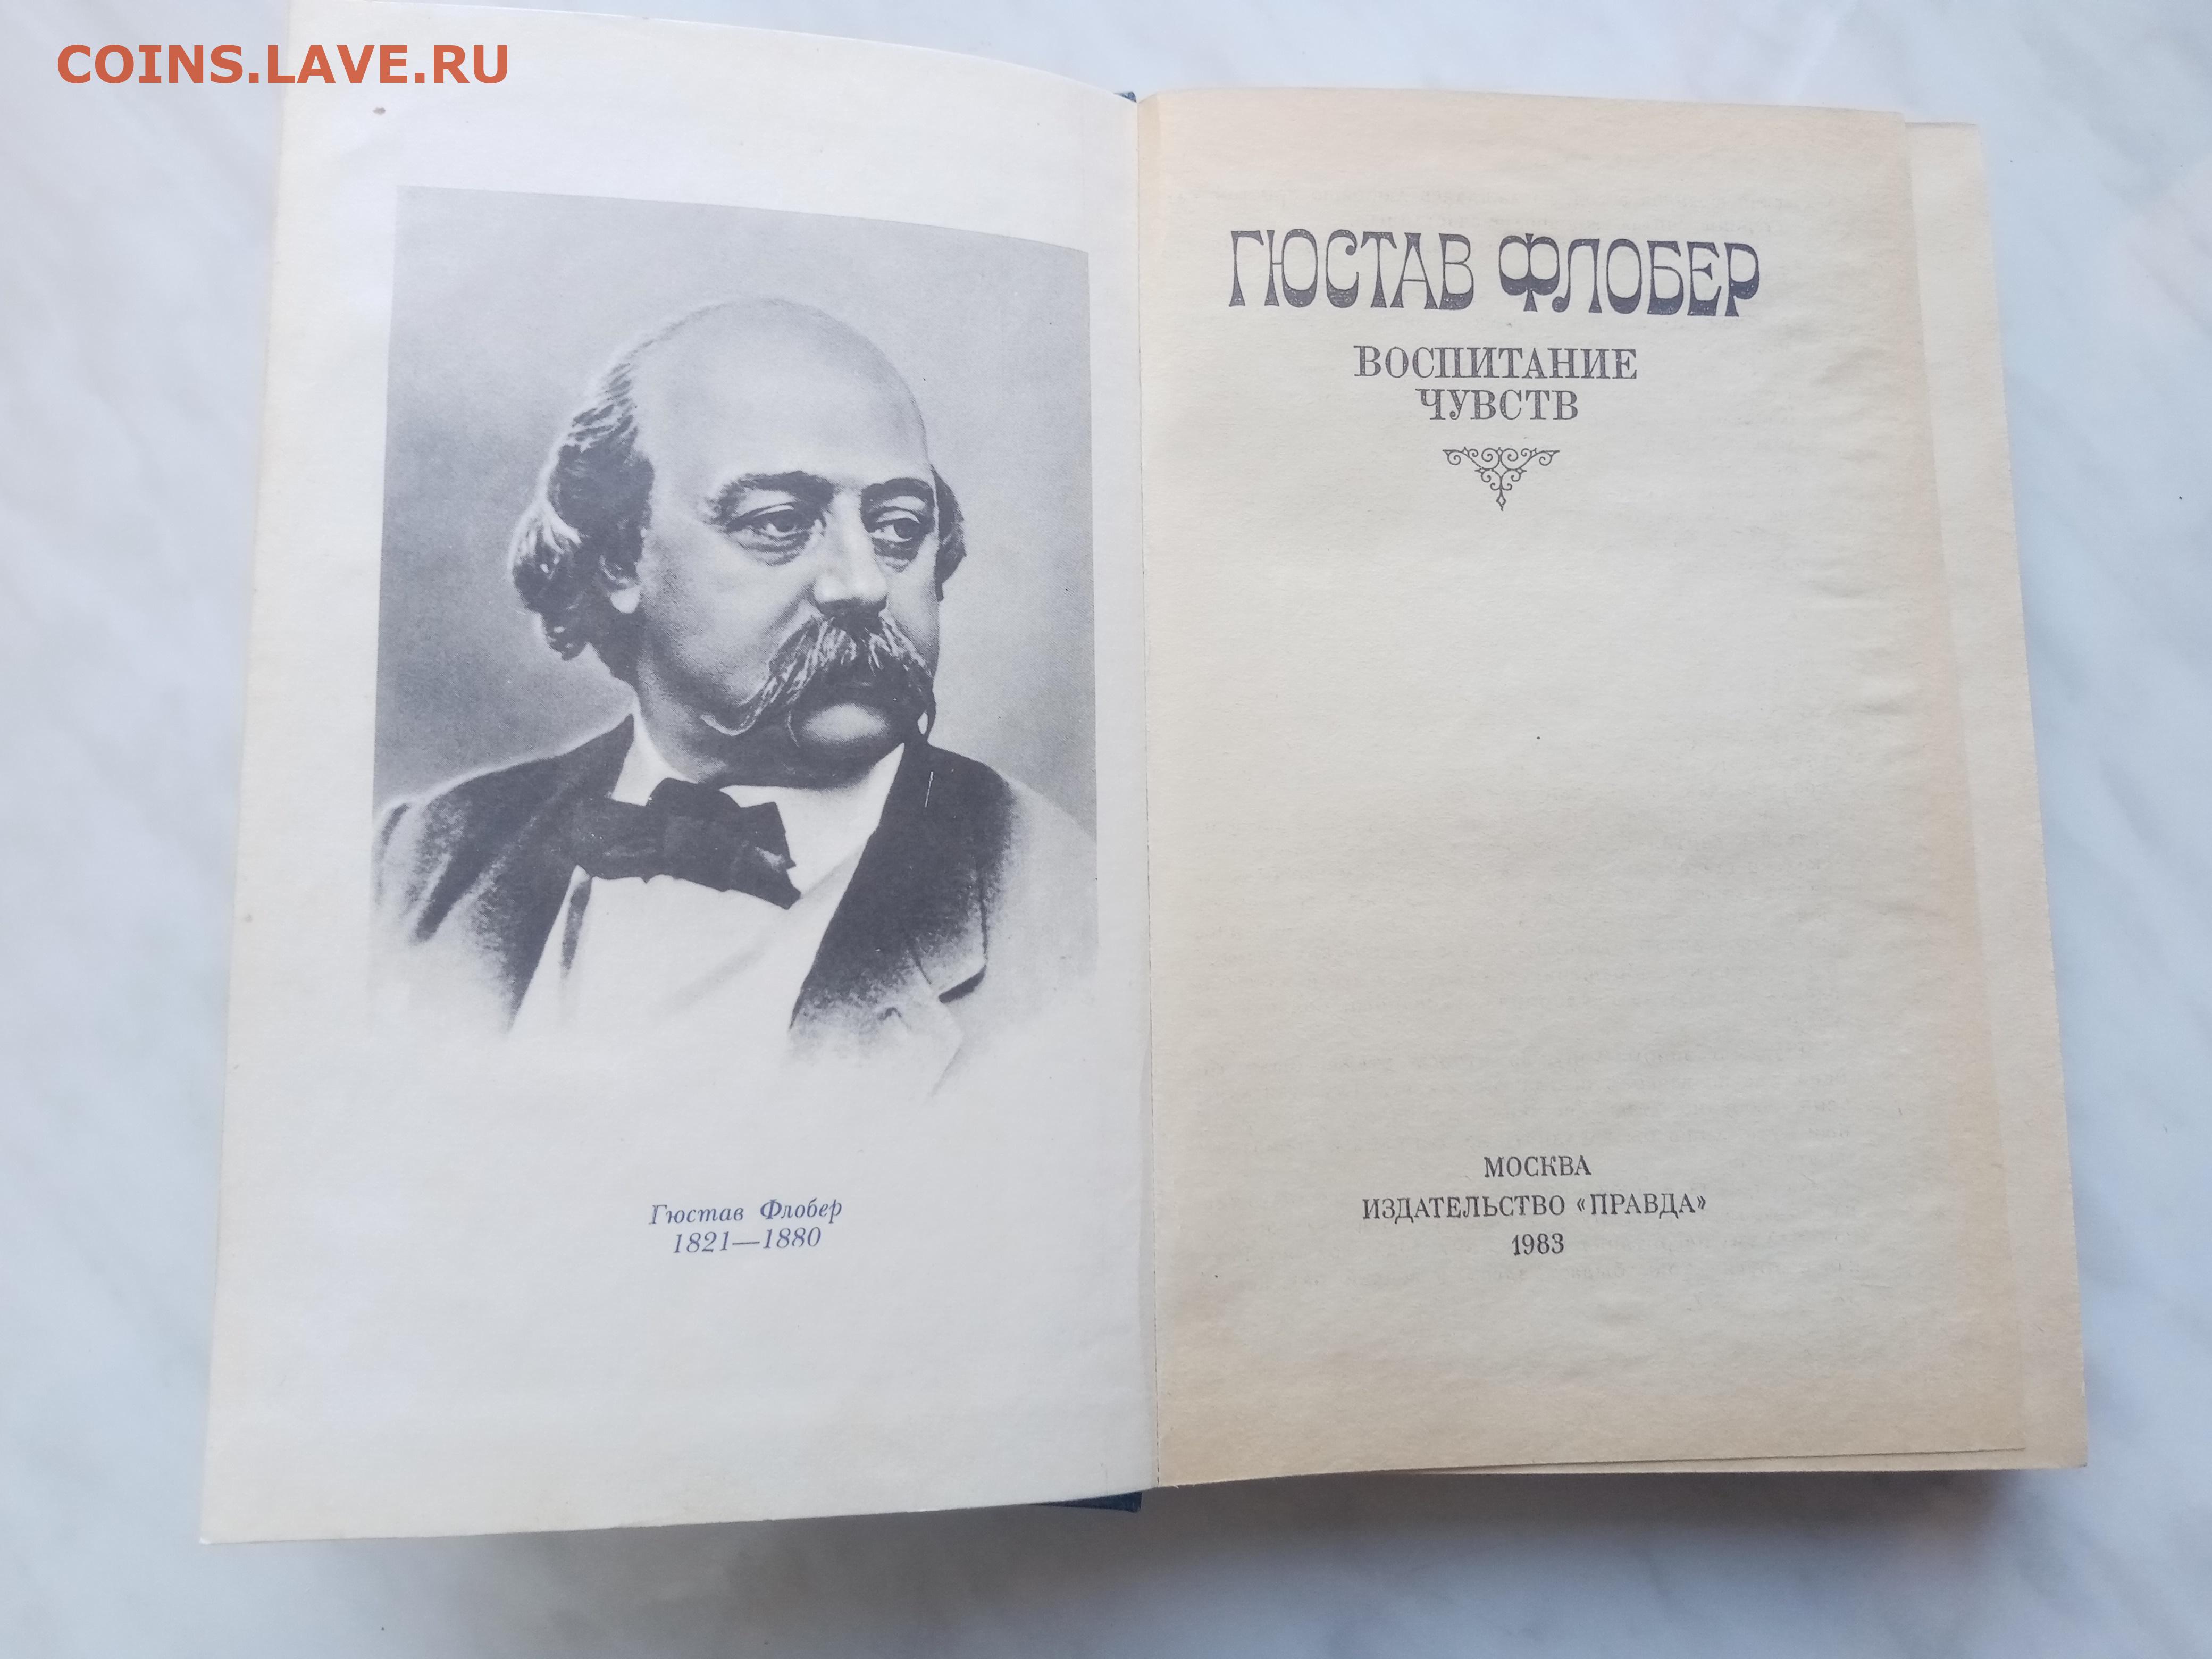 COINS.LAVE.RU
Гюстав Флобер
1821—1880
ГЮСТАВ ФЛОБЕР
ВОСПИТАНИЕ
ЧУВСТВ
МОСКВА
ИЗДАТЕЛЬСТВО «ПРАВДА»
1983